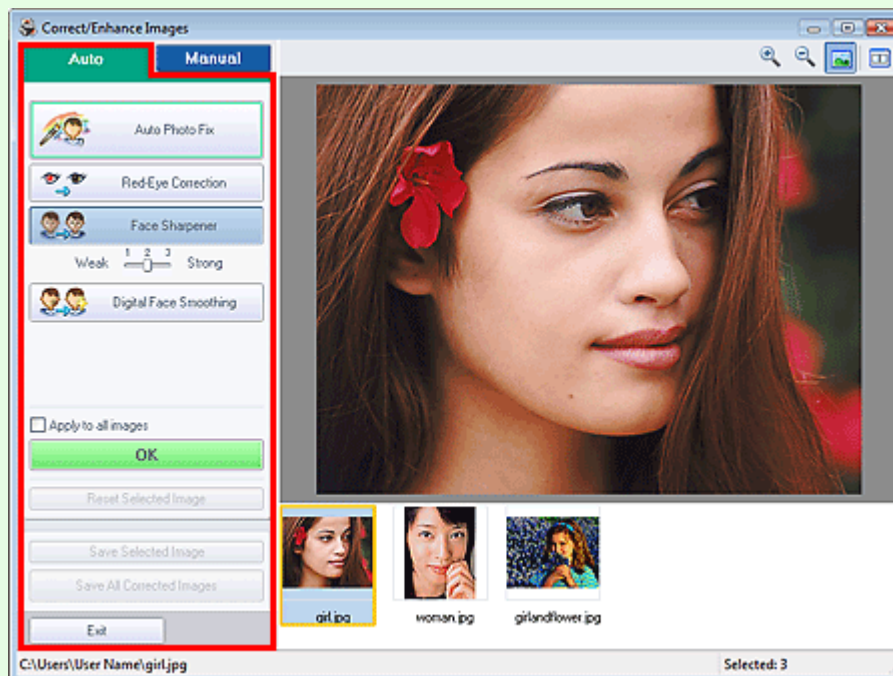 Correct/Enhance Images
Auto Manual
Auto Photo Fix
Red-Eye Correction
Face Sharpener
1 2 3
Weak Strong
Digital Face Smoothing
Apply to all images
OK
Reset Selected Image
Save Selected Image
Save All Corrected Images
Exit
girl.jpg woman.jpg girlandflower.jpg
C:\Users\User Name\girl.jpg Selected: 3